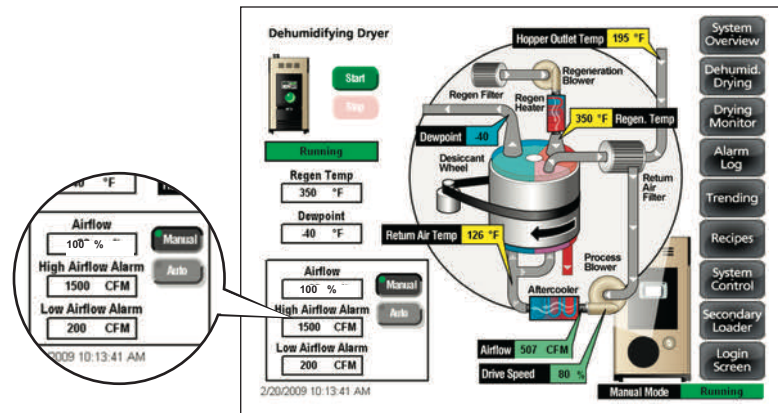 Dehumidifying Dryer
Start
Stop
Running
Regen Temp
350 °F
Dewpoint
-40 °F
Airflow
100 %
Manual
High Airflow Alarm
Auto
1500 CFM
Low Airflow Alarm
200 CFM
2/20/2009 10:13:41 AM
Hopper Outlet Temp 195 °F
Regeneration
Blower
Regen Filter
Regen
Heater
350 °F Regen. Temp
Dewpoint -40
Desiccant
Wheel
Return
Air
Filter
Return Air Temp 126 °F
Process
Blower
Aftercooler
Airflow 507 CFM
Drive Speed 80 %
Manual Mode Running
System
Overview
Dehumid.
Drying
Drying
Monitor
Alarm
Log
Trending
Recipes
System
Control
Secondary
Loader
Login
Screen
°F
Airflow
100 %
Manual
High Airflow Alarm
Auto
1500 CFM
Low Airflow Alarm
200 CFM
2009 10:13:41 AM